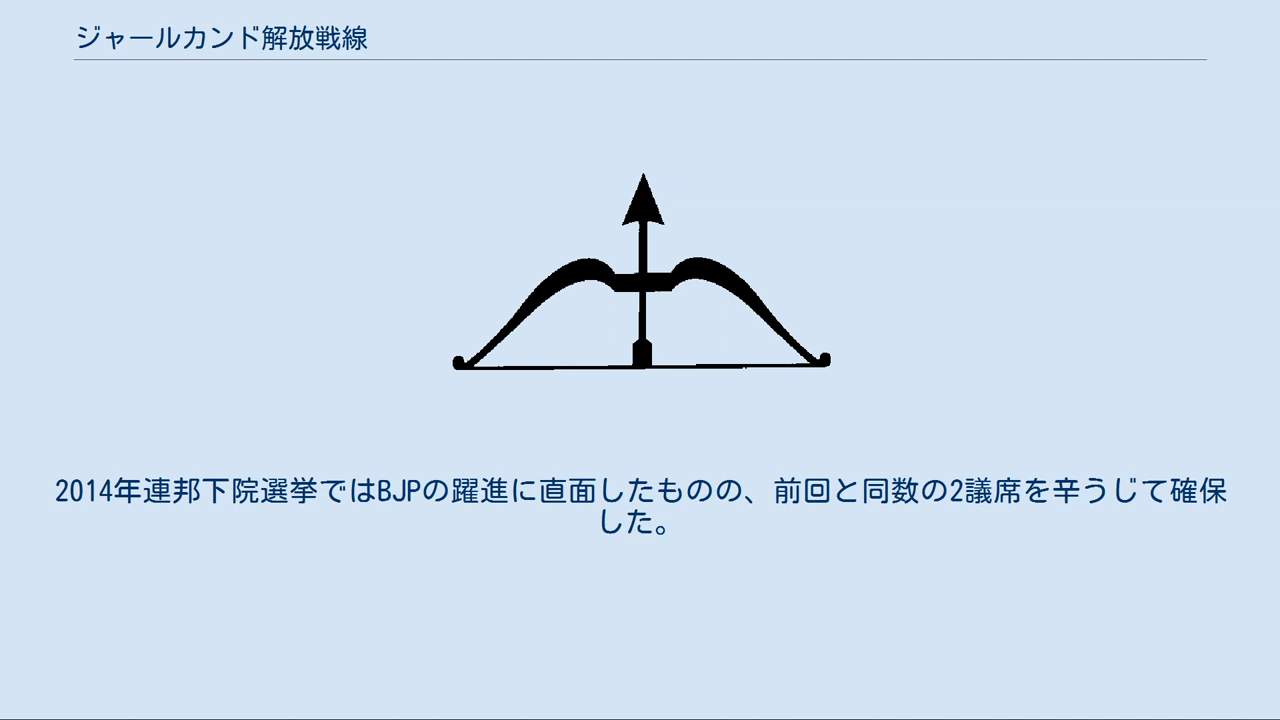 ジャールカンド解放戦線
2014年連邦下院選挙ではBJPの躍進に直面したものの、前回と同数の2議席を辛うじて確保
した。